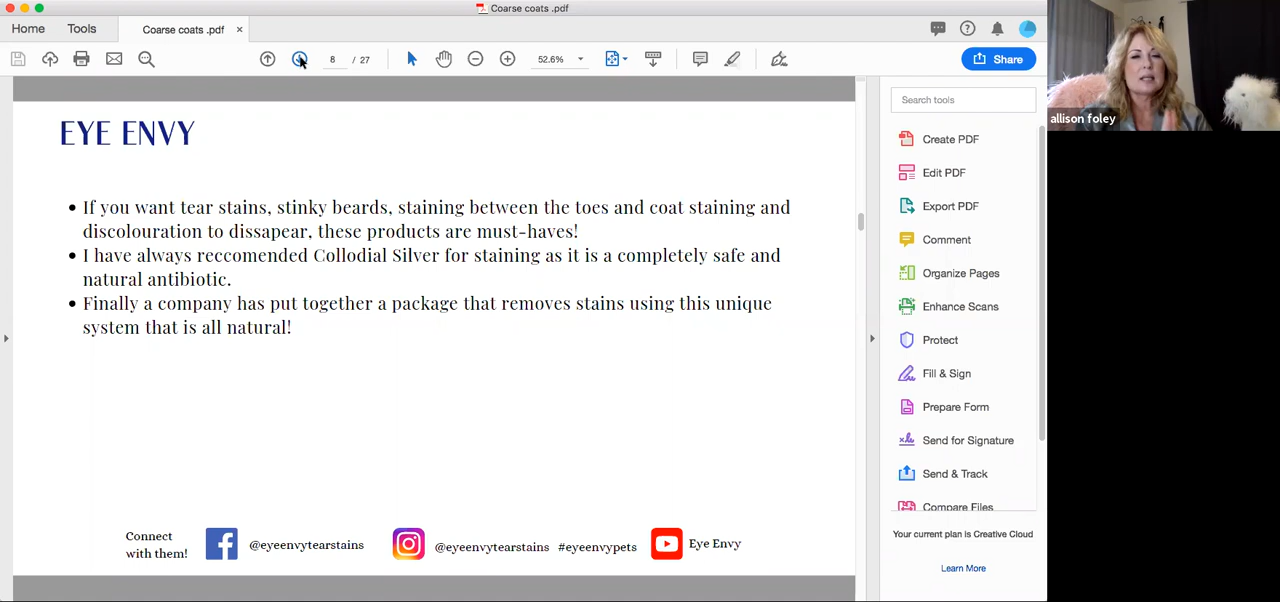 Coarse coats .pdf
Home
Tools
Coarse coats .pdf
8 / 27
52.6%
Share
allison foley
Search tools
EYE ENVY
• If you want tear stains, stinky beards, staining between the toes and coat staining and
discolouration to dissapear, these products are must-haves!
• I have always reccomended Collodial Silver for staining as it is a completely safe and
natural antibiotic.
• Finally a company has put together a package that removes stains using this unique
system that is all natural!
Connect
with them!
@eyeenvytearstains
@eyeenvytearstains #eyeenvypets
Eye Envy
Create PDF
Edit PDF
Export PDF
Comment
Organize Pages
Enhance Scans
Protect
Fill & Sign
Prepare Form
Send for Signature
Send & Track
Compare Files
Your current plan is Creative Cloud
Learn More